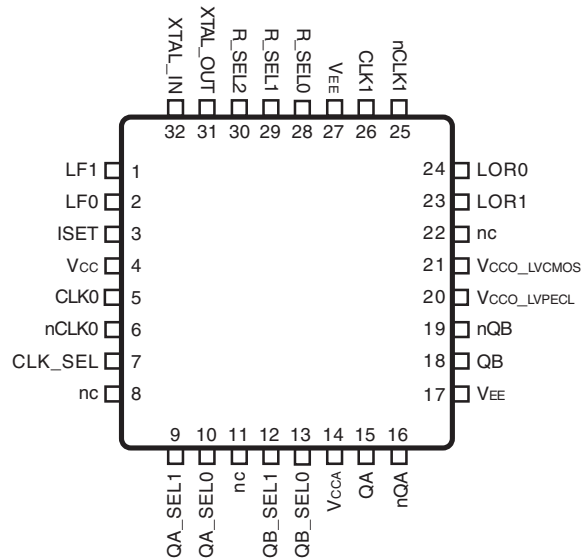 XTAL_IN
XTAL_OUT
R_SEL2
R_SEL1
R_SEL0
VEE
CLK1
nCLK1
32 31 30 29 28 27 26 25
LF1 1
LF0 2
ISET 3
VCC 4
CLK0 5
nCLK0 6
CLK_SEL 7
nc 8
24 LOR0
23 LOR1
22 nc
21 VCCO_LVCMOS
20 VCCO_LVPECL
19 nQB
18 QB
17 VEE
9 10 11 12 13 14 15 16
QA_SEL1
QA_SEL0
nc
QB_SEL1
QB_SEL0
VCCA
QA
nQA